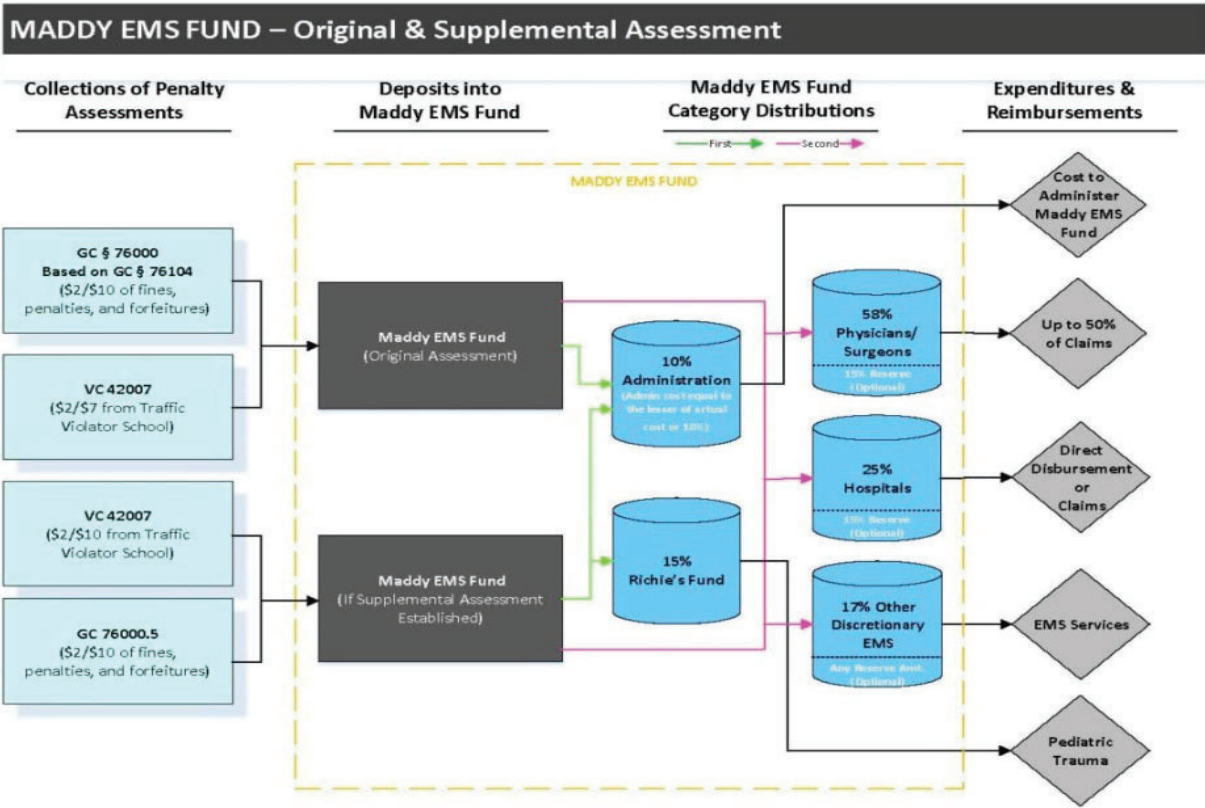 MADDY EMS FUND – Original & Supplemental Assessment
Collections of Penalty
Assessments
Deposits into
Maddy EMS Fund
Maddy EMS Fund
Category Distributions
Expenditures &
Reimbursements
First
Second
MADDY EMS FUND
GC § 76000
Based on GC § 76104
($2/$10 of fines,
penalties, and forfeitures)
VC 42007
($2/$7 from Traffic
Violator School)
VC 42007
($2/$10 from Traffic
Violator School)
GC 76000.5
($2/$10 of fines,
penalties, and forfeitures)
Maddy EMS Fund
(Original Assessment)
Maddy EMS Fund
(If Supplemental Assessment
Established)
10%
Administration
(Admin cost equal to
the lesser of actual
cost or 10%)
15%
Richie's Fund
58%
Physicians/
Surgeons
15% Reserve
(Optional)
25%
Hospitals
15% Reserve
(Optional)
17% Other
Discretionary
EMS
Any Reserve Amt.
(Optional)
Cost to
Administer
Maddy EMS
Fund
Up to 50%
of Claims
Direct
Disbursement
or
Claims
EMS Services
Pediatric
Trauma